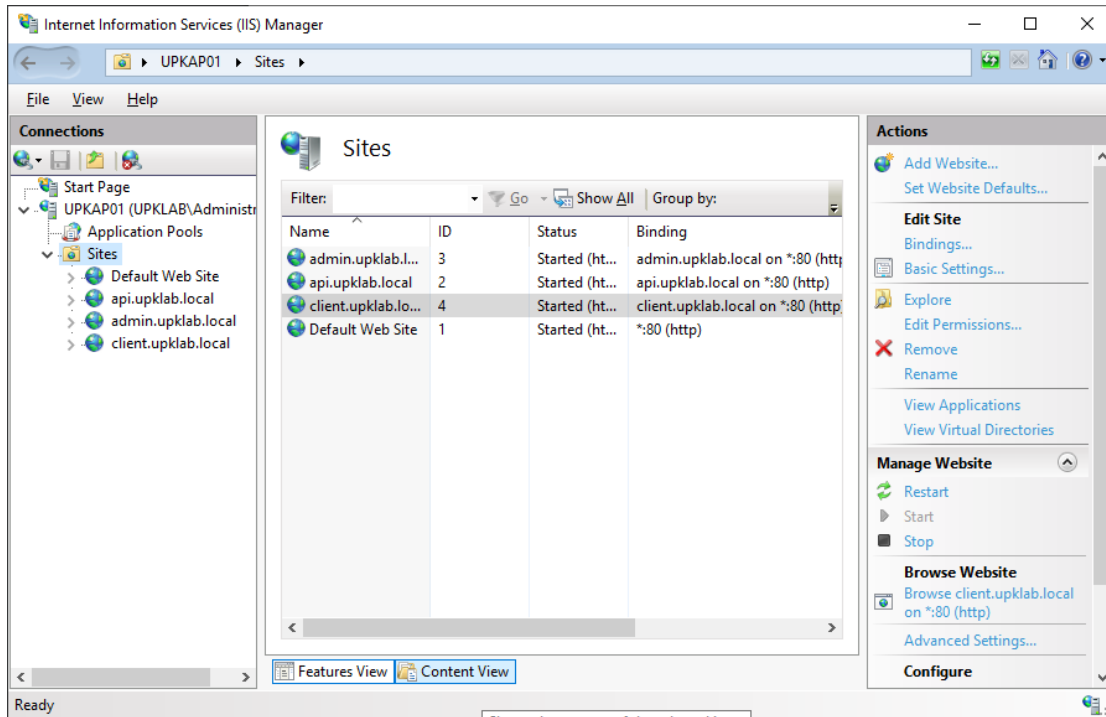 Internet Information Services (IIS) Manager
UPKAP01 Sites
File View Help
Connections
Start Page
UPKAP01 (UPKLAB\Administr
Application Pools
Sites
Default Web Site
api.upklab.local
admin.upklab.local
client.upklab.local
Sites
Filter: Go Show All Group by:
Name ID Status Binding
admin.upklab.l... 3 Started (ht... admin.upklab.local on *:80 (http
api.upklab.local 2 Started (ht... api.upklab.local on *:80 (http)
client.upklab.lo... 4 Started (ht... client.upklab.local on *:80 (http
Default Web Site 1 Started (ht... *:80 (http)
Features View Content View
Actions
Add Website...
Set Website Defaults...
Edit Site
Bindings...
Basic Settings...
Explore
Edit Permissions...
Remove
Rename
View Applications
View Virtual Directories
Manage Website
Restart
Start
Stop
Browse Website
Browse client.upklab.local
on *:80 (http)
Advanced Settings...
Configure
Ready